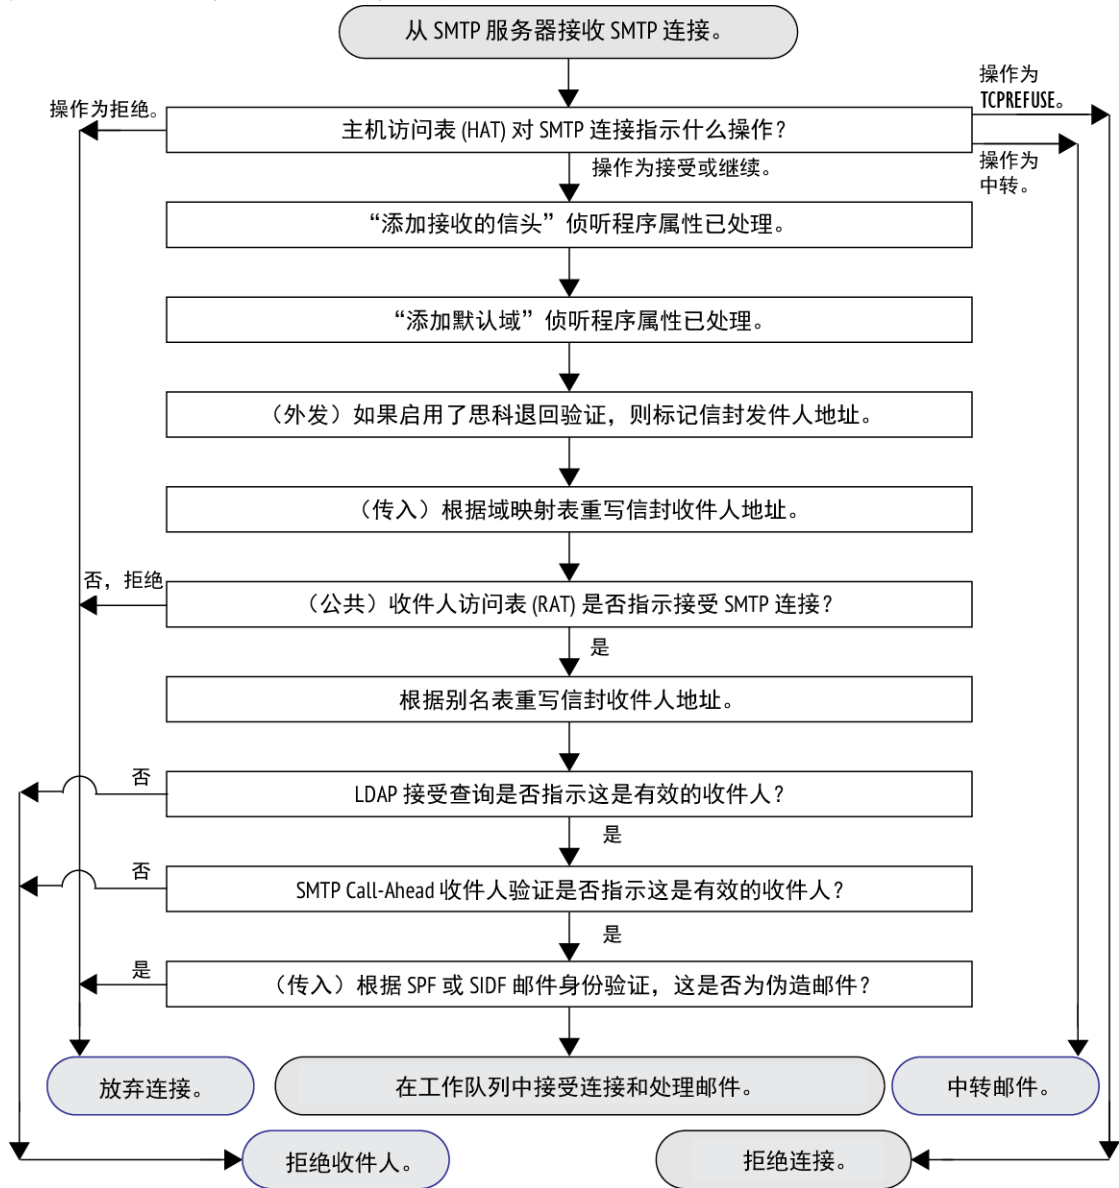 从 SMTP 服务器接收 SMTP 连接。
操作为
TCPREFUSE。
操作为拒绝。
主机访问表 (HAT) 对 SMTP 连接指示什么操作？
操作为接受或继续。
操作为
中转。
“添加接收的信头”侦听程序属性已处理。
“添加默认域”侦听程序属性已处理。
（外发）如果启用了思科退回验证，则标记信封发件人地址。
（传入）根据域映射表重写信封收件人地址。
否，拒绝
（公共）收件人访问表 (RAT) 是否指示接受 SMTP 连接？
是
根据别名表重写信封收件人地址。
否
LDAP 接受查询是否指示这是有效的收件人？
是
否
SMTP Call-Ahead 收件人验证是否指示这是有效的收件人？
是
是
（传入）根据 SPF 或 SIDF 邮件身份验证，这是否为伪造邮件？
放弃连接。
在工作队列中接受连接和处理邮件。
中转邮件。
拒绝收件人。
拒绝连接。